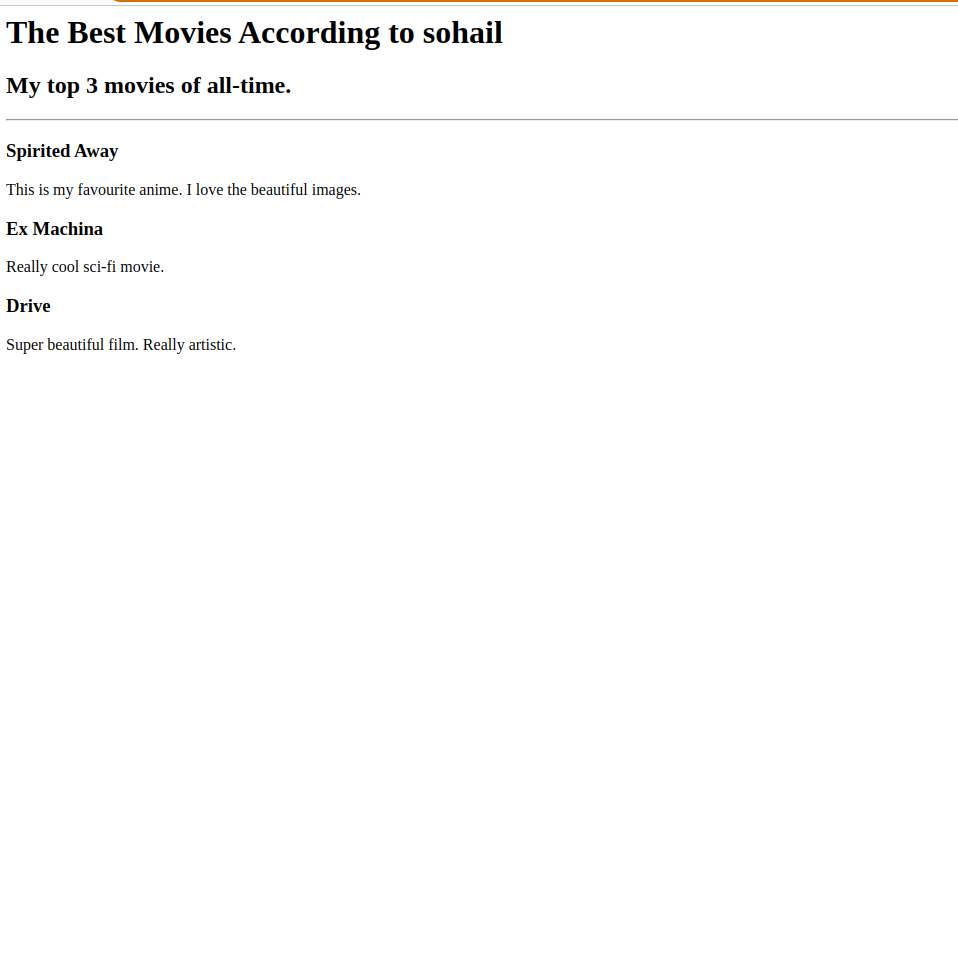 The Best Movies According to sohail
My top 3 movies of all-time.
Spirited Away
This is my favourite anime. I love the beautiful images.
Ex Machina
Really cool sci-fi movie.
Drive
Super beautiful film. Really artistic.